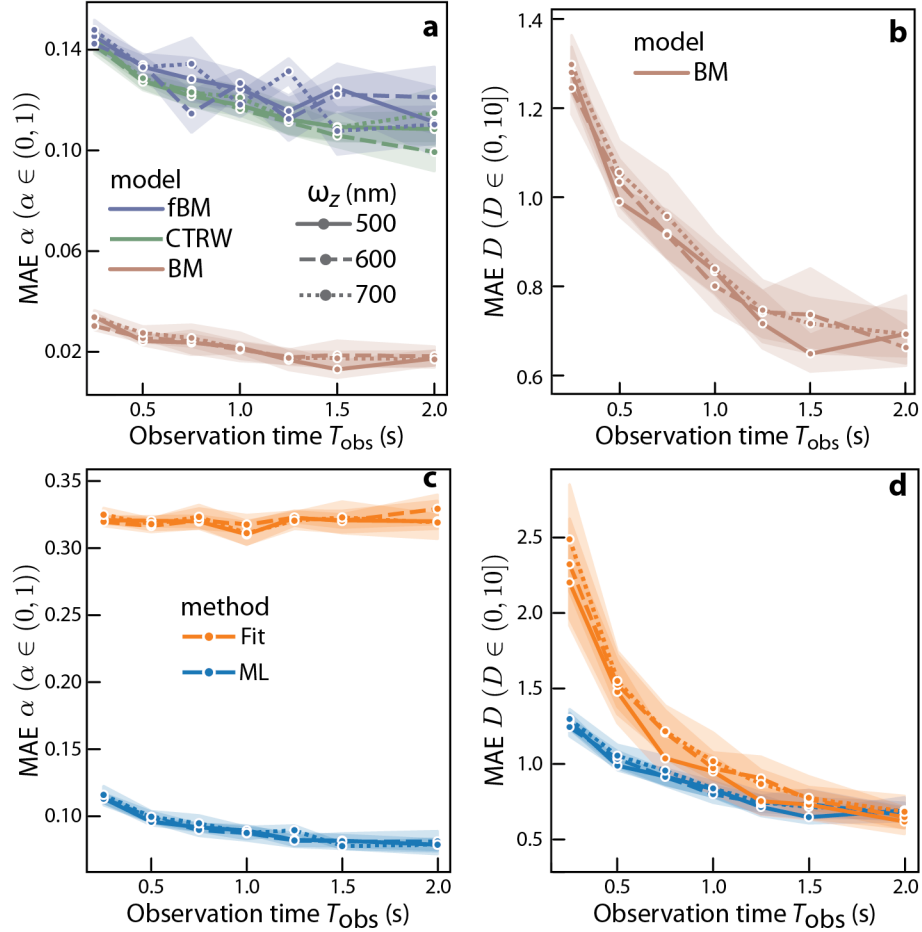 a
MAE α (α ∈ (0, 1))
0.14
0.10
0.06
0.02
model
fBM
CTRW
BM
ω_z (nm)
500
600
700
0.5
1.0
1.5
2.0
Observation time T_obs (s)
b
MAE D (D ∈ (0, 10])
1.4
1.2
1.0
0.8
0.6
model
BM
0.5
1.0
1.5
2.0
Observation time T_obs (s)
c
MAE α (α ∈ (0, 1))
0.35
0.30
0.25
0.20
0.15
0.10
method
Fit
ML
0.5
1.0
1.5
2.0
Observation time T_obs (s)
d
MAE D (D ∈ (0, 10])
2.5
2.0
1.5
1.0
0.5
0.5
1.0
1.5
2.0
Observation time T_obs (s)